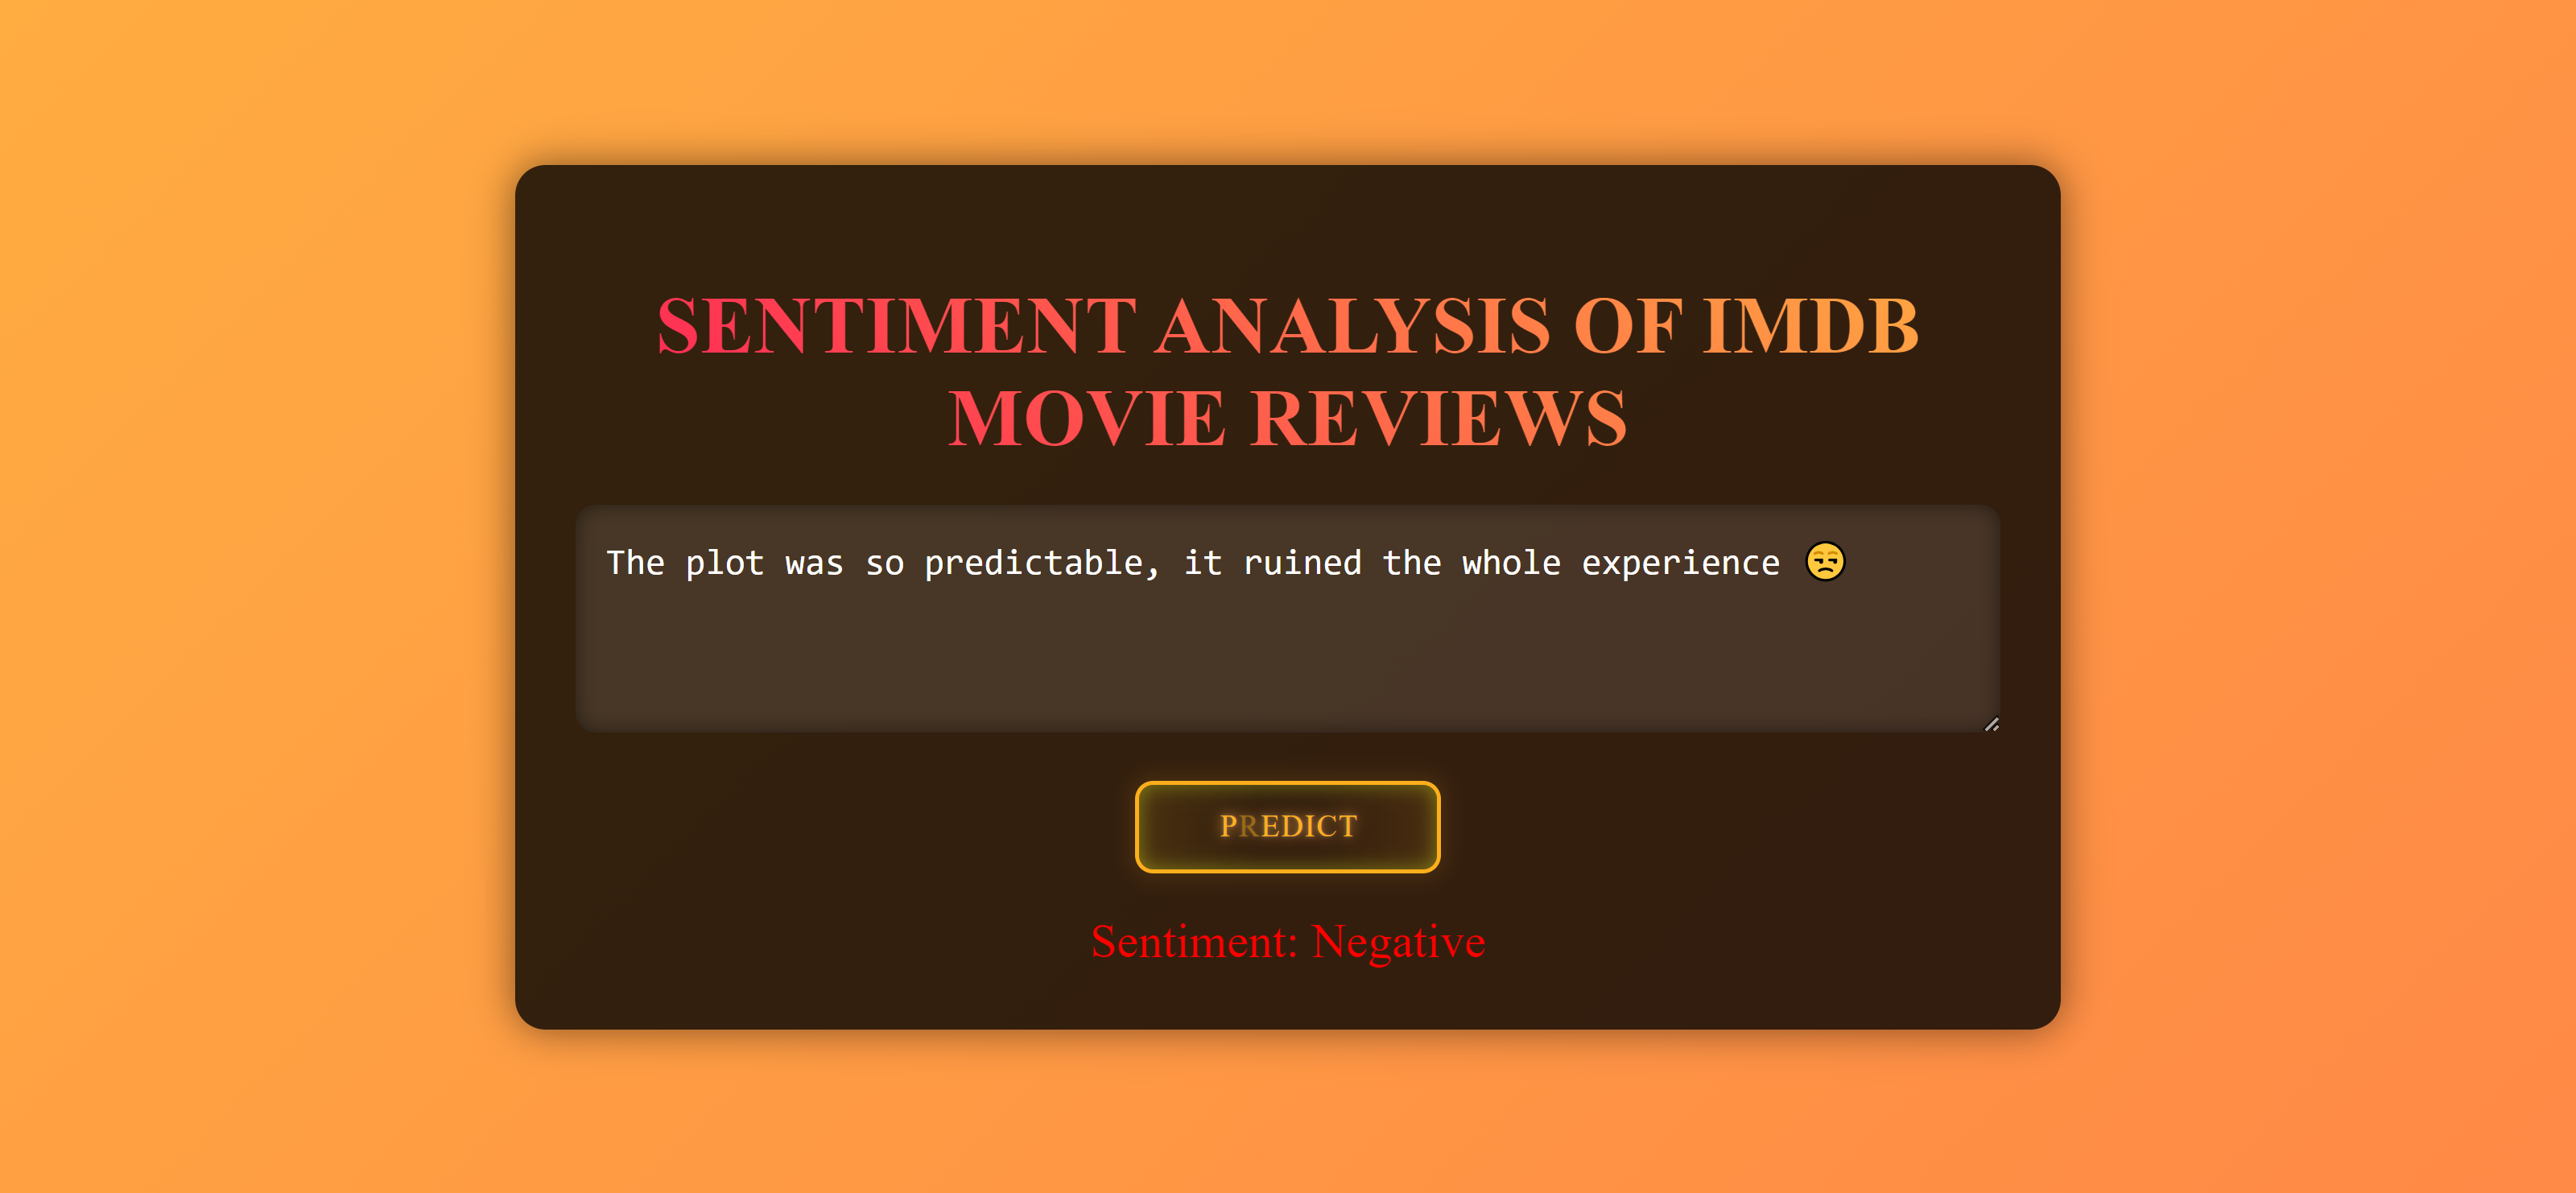 SENTIMENT ANALYSIS OF IMDB
MOVIE REVIEWS
The plot was so predictable, it ruined the whole experience 😒
PREDICT
Sentiment: Negative